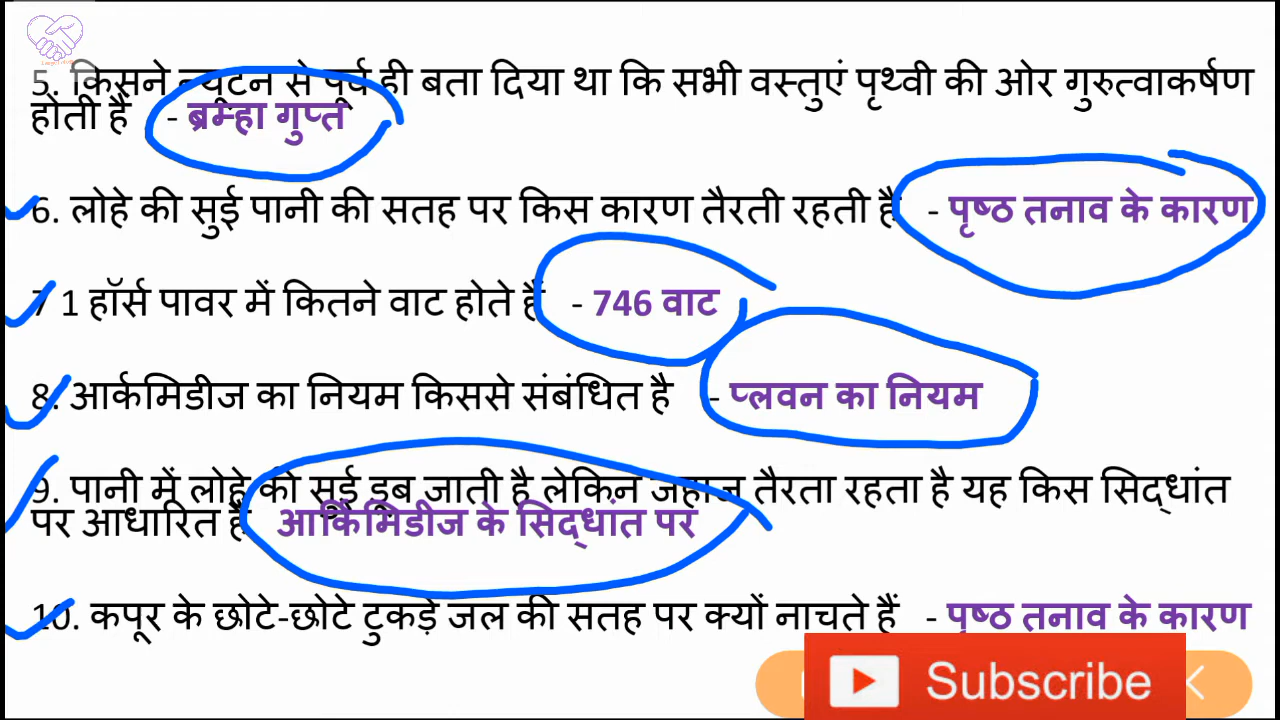 5. किसने न्यूटन से पूर्व ही बता दिया था कि सभी वस्तुएं पृथ्वी की ओर गुरुत्वाकर्षण
होती हैं - ब्रम्हा गुप्त
6. लोहे की सुई पानी की सतह पर किस कारण तैरती रहती है - पृष्ठ तनाव के कारण
7 1 हॉर्स पावर में कितने वाट होते हैं - 746 वाट
8. आर्कमिडीज का नियम किससे संबंधित है - प्लवन का नियम
9. पानी में लोहे की सुई डूब जाती है लेकिन जहाज तैरता रहता है यह किस सिद्धांत
पर आधारित है आर्किमिडीज के सिद्धांत पर
10. कपूर के छोटे-छोटे टुकड़े जल की सतह पर क्यों नाचते हैं - पृष्ठ तनाव के कारण
Subscribe